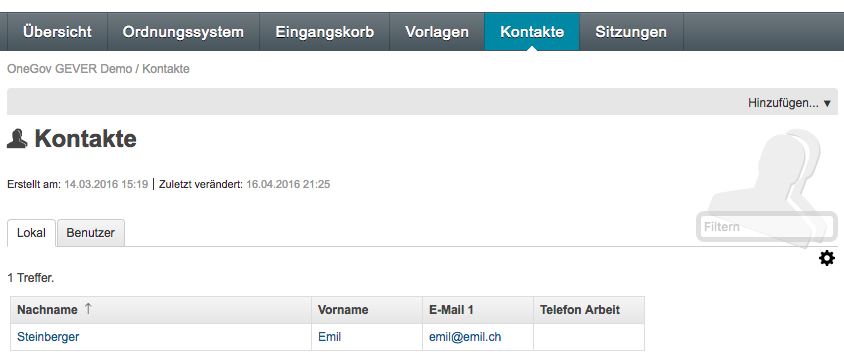 Übersicht Ordnungssystem Eingangskorb Vorlagen Kontakte Sitzungen
OneGov GEVER Demo / Kontakte
Hinzufügen... ▼
Kontakte
Erstellt am: 14.03.2016 15:19 | Zuletzt verändert: 16.04.2016 21:25
Filtern
Lokal Benutzer
1 Treffer.
Nachname ↑ Vorname E-Mail 1 Telefon Arbeit
Steinberger Emil emil@emil.ch